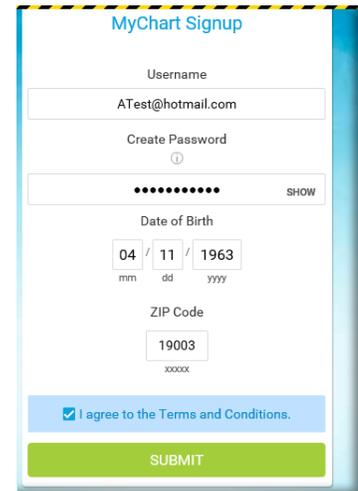 MyChart Signup
Username
ATest@hotmail.com
Create Password
●●●●●●●●●●● SHOW
Date of Birth
04 / 11 / 1963
mm dd yyyy
ZIP Code
19003
xxxxx
I agree to the Terms and Conditions.
SUBMIT